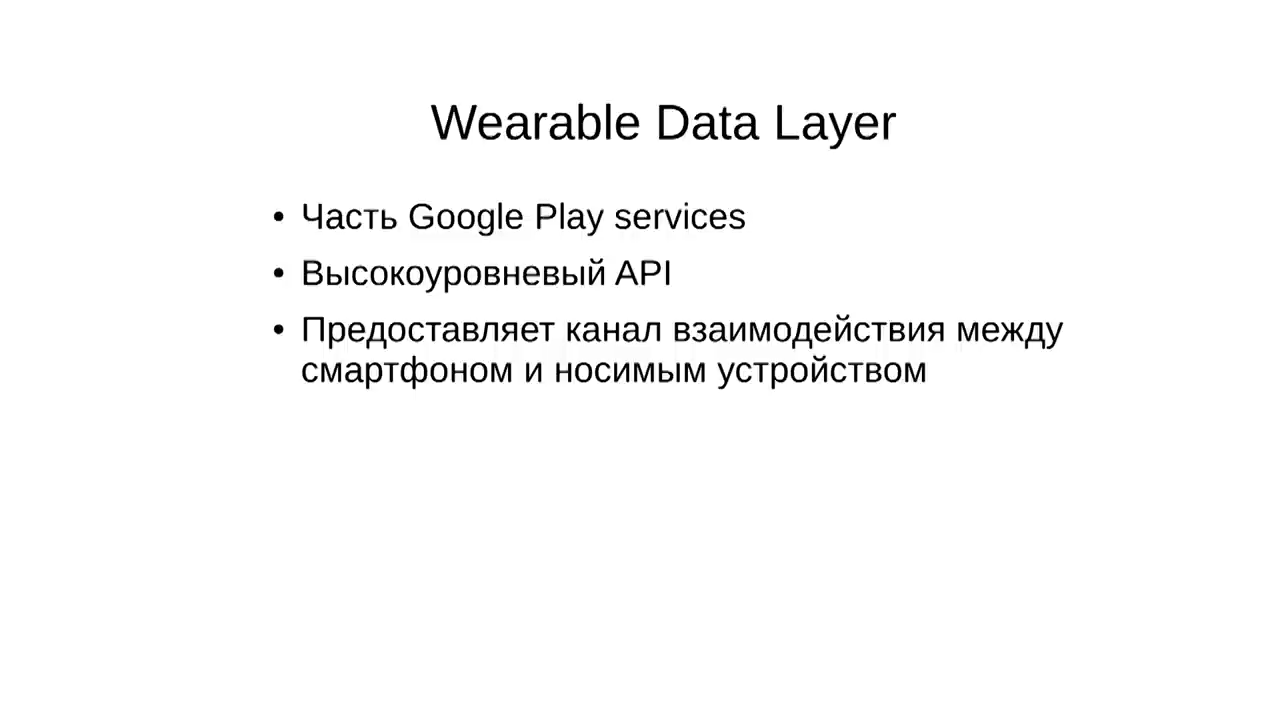 Wearable Data Layer
• Часть Google Play services
• Высокоуровневый API
• Предоставляет канал взаимодействия между
смартфоном и носимым устройством